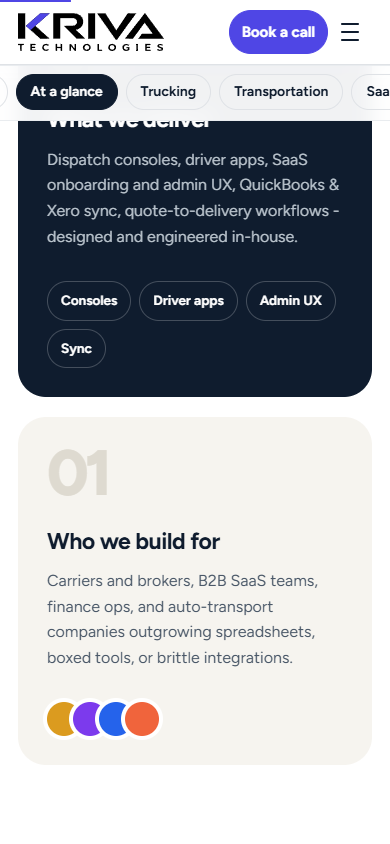 KRIVA
TECHNOLOGIES
Book a call
At a glance
Trucking
Transportation
Saa
What we deliver
Dispatch consoles, driver apps, SaaS
onboarding and admin UX, QuickBooks &
Xero sync, quote-to-delivery workflows -
designed and engineered in-house.
Consoles
Driver apps
Admin UX
Sync
01
Who we build for
Carriers and brokers, B2B SaaS teams,
finance ops, and auto-transport
companies outgrowing spreadsheets,
boxed tools, or brittle integrations.